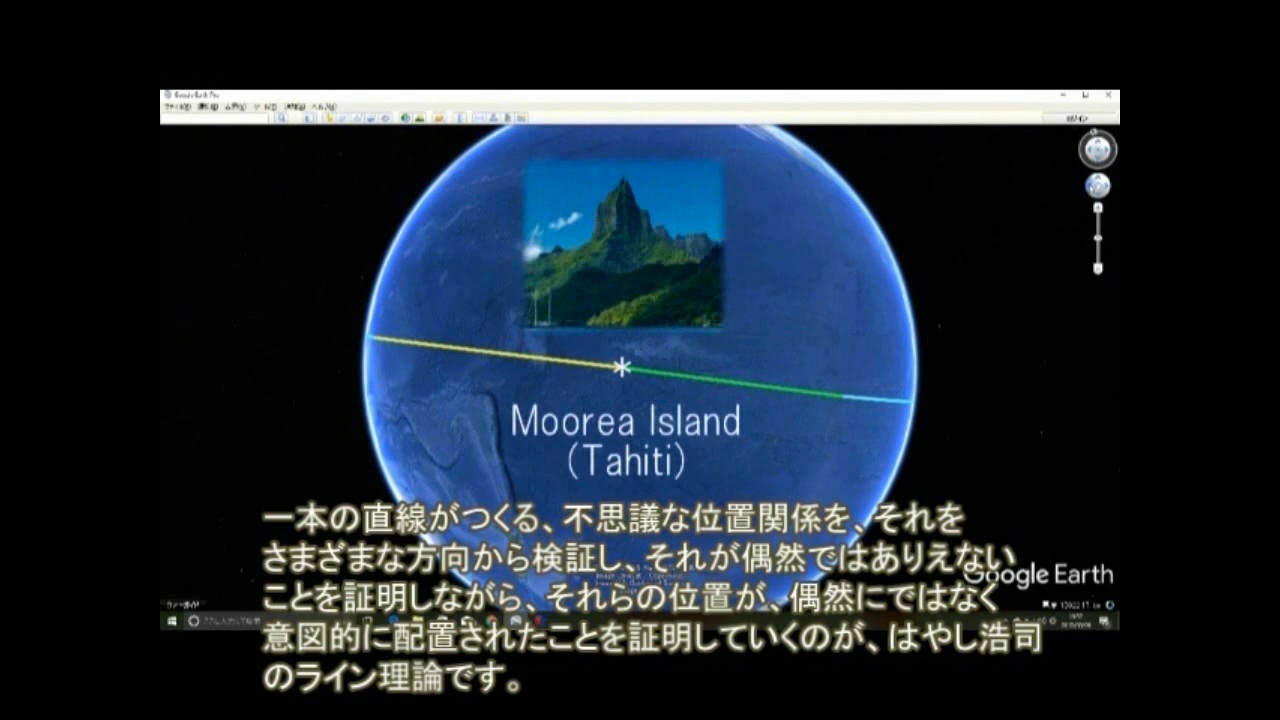 Google Earth Pro
Moorea Island
(Tahiti)
一本の直線がつくる、不思議な位置関係を、それを
さまざまな方向から検証し、それが偶然ではありえない
ことを証明しながら、それらの位置が、偶然にではなく
意図的に配置されたことを証明していくのが、はやし浩司
のライン理論です。
Google Earth